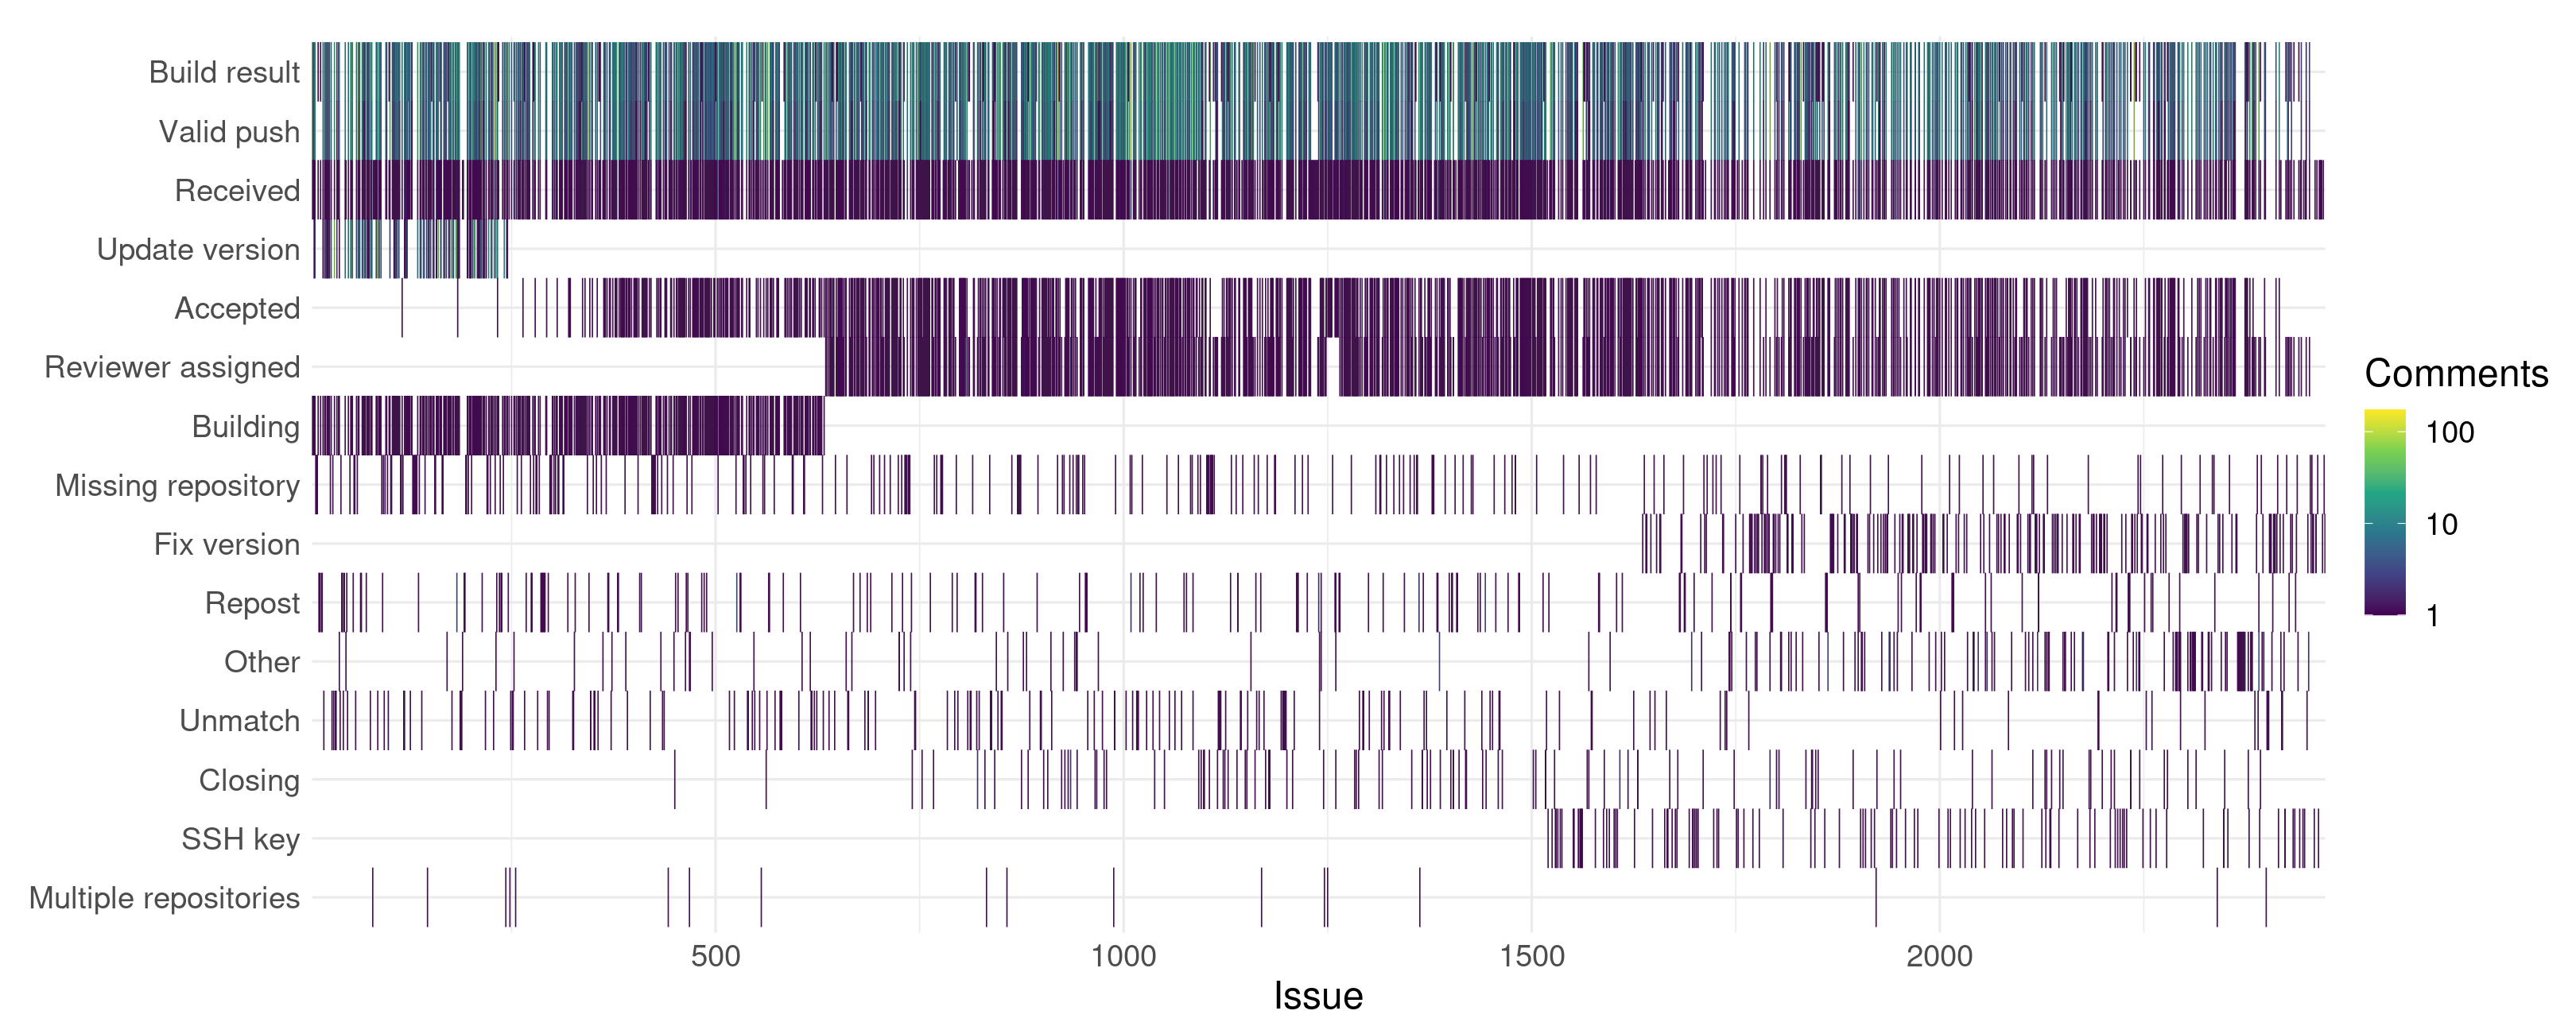 Build result
Valid push
Received
Update version
Accepted
Reviewer assigned
Building
Missing repository
Fix version
Repost
Other
Unmatch
Closing
SSH key
Multiple repositories
500 1000 1500 2000
Issue
Comments
100
10
1